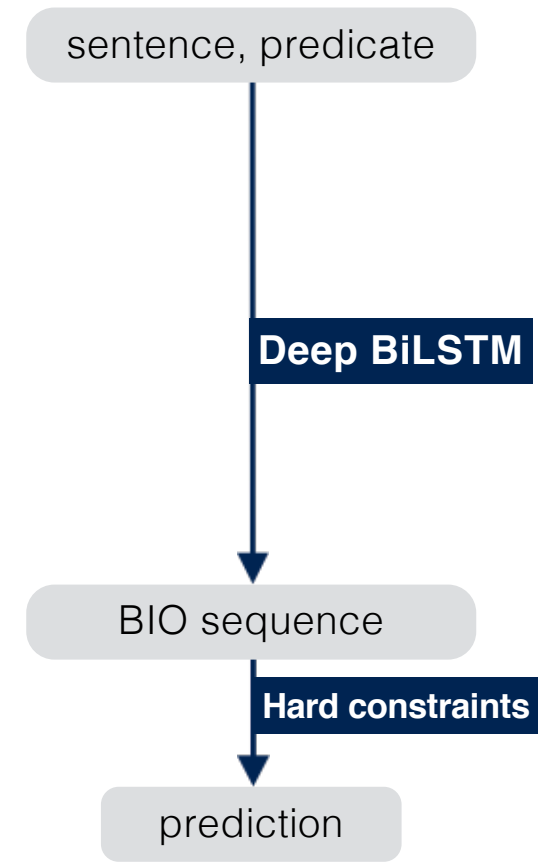 sentence, predicate
Deep BiLSTM
BIO sequence
Hard constraints
prediction